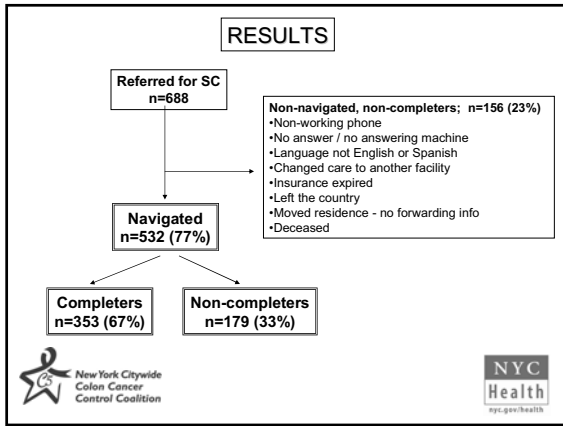 RESULTS
Referred for SC
n=688
Non-navigated, non-completers; n=156 (23%)
•Non-working phone
•No answer / no answering machine
•Language not English or Spanish
•Changed care to another facility
•Insurance expired
•Left the country
•Moved residence - no forwarding info
•Deceased
Navigated
n=532 (77%)
Completers
n=353 (67%)
Non-completers
n=179 (33%)
C5
New York Citywide
Colon Cancer
Control Coalition
NYC
Health
nyc.gov/health